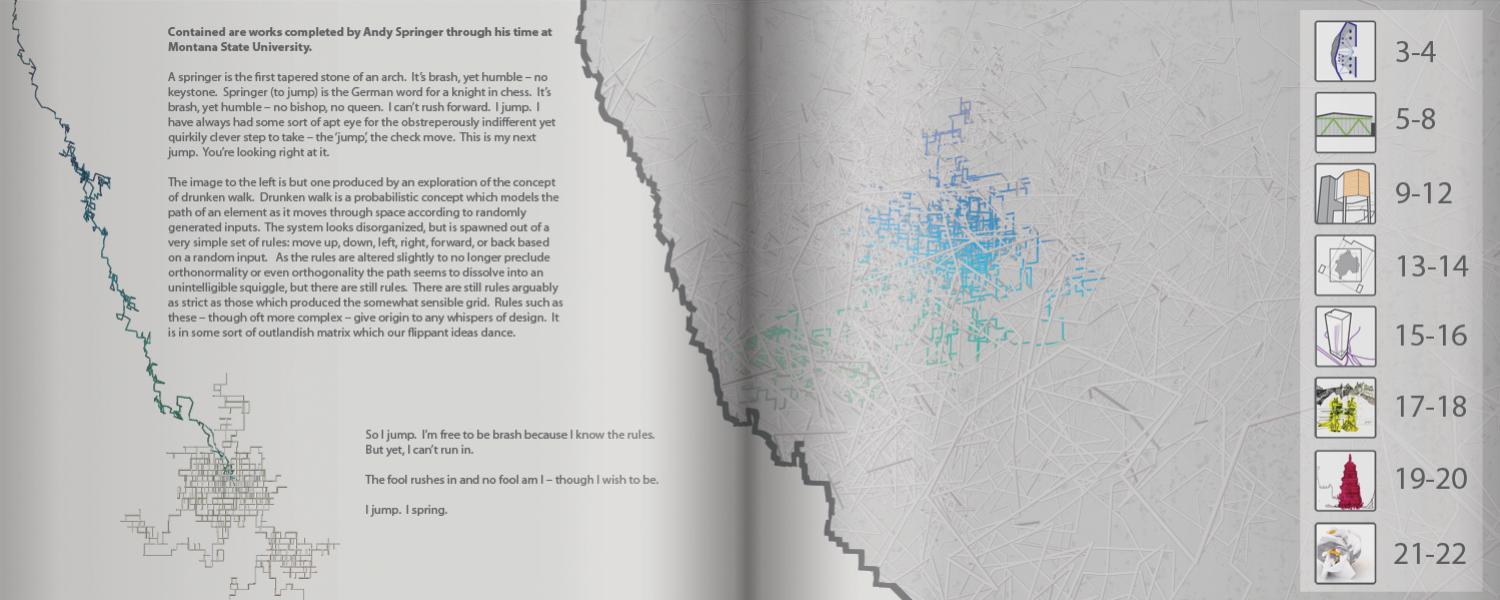 Contained are works completed by Andy Springer through his time at
Montana State University.
A springer is the first tapered stone of an arch.  It's brash, yet humble – no
keystone.  Springer (to jump) is the German word for a knight in chess.  It's
brash, yet humble – no bishop, no queen.  I can't rush forward.  I jump.  I
have always had some sort of apt eye for the obstreperously indifferent yet
quirkily clever step to take – the 'jump', the check move.  This is my next
jump.  You're looking right at it.
The image to the left is but one produced by an exploration of the concept
of drunken walk.  Drunken walk is a probabilistic concept which models the
path of an element as it moves through space according to randomly
generated inputs.  The system looks disorganized, but is spawned out of a
very simple set of rules: move up, down, left, right, forward, or back based
on a random input.   As the rules are altered slightly to no longer preclude
orthonormality or even orthogonality the path seems to dissolve into an
unintelligible squiggle, but there are still rules.  There are still rules arguably
as strict as those which produced the somewhat sensible grid.  Rules such as
these – though oft more complex – give origin to any whispers of design.  It
is in some sort of outlandish matrix which our flippant ideas dance.
So I jump.  I'm free to be brash because I know the rules.
But yet, I can't run in.
The fool rushes in and no fool am I – though I wish to be.
I jump.  I spring.
3-4
5-8
9-12
13-14
15-16
17-18
19-20
21-22